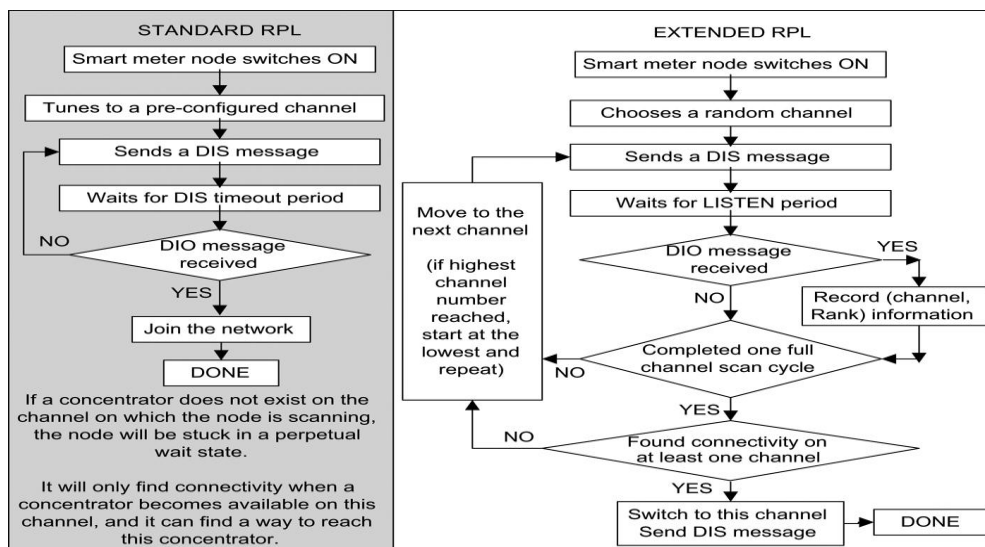 STANDARD RPL
Smart meter node switches ON
Tunes to a pre-configured channel
Sends a DIS message
Waits for DIS timeout period
NO
DIO message
received
YES
Join the network
DONE
If a concentrator does not exist on the
channel on which the node is scanning,
the node will be stuck in a perpetual
wait state.
It will only find connectivity when a
concentrator becomes available on this
channel, and it can find a way to reach
this concentrator.
EXTENDED RPL
Smart meter node switches ON
Chooses a random channel
Sends a DIS message
Waits for LISTEN period
DIO message
received
YES
Record (channel,
Rank) information
NO
Completed one full
channel scan cycle
NO
Move to the
next channel
(if highest
channel
number
reached,
start at the
lowest and
repeat)
YES
Found connectivity on
at least one channel
NO
YES
Switch to this channel
Send DIS message
DONE